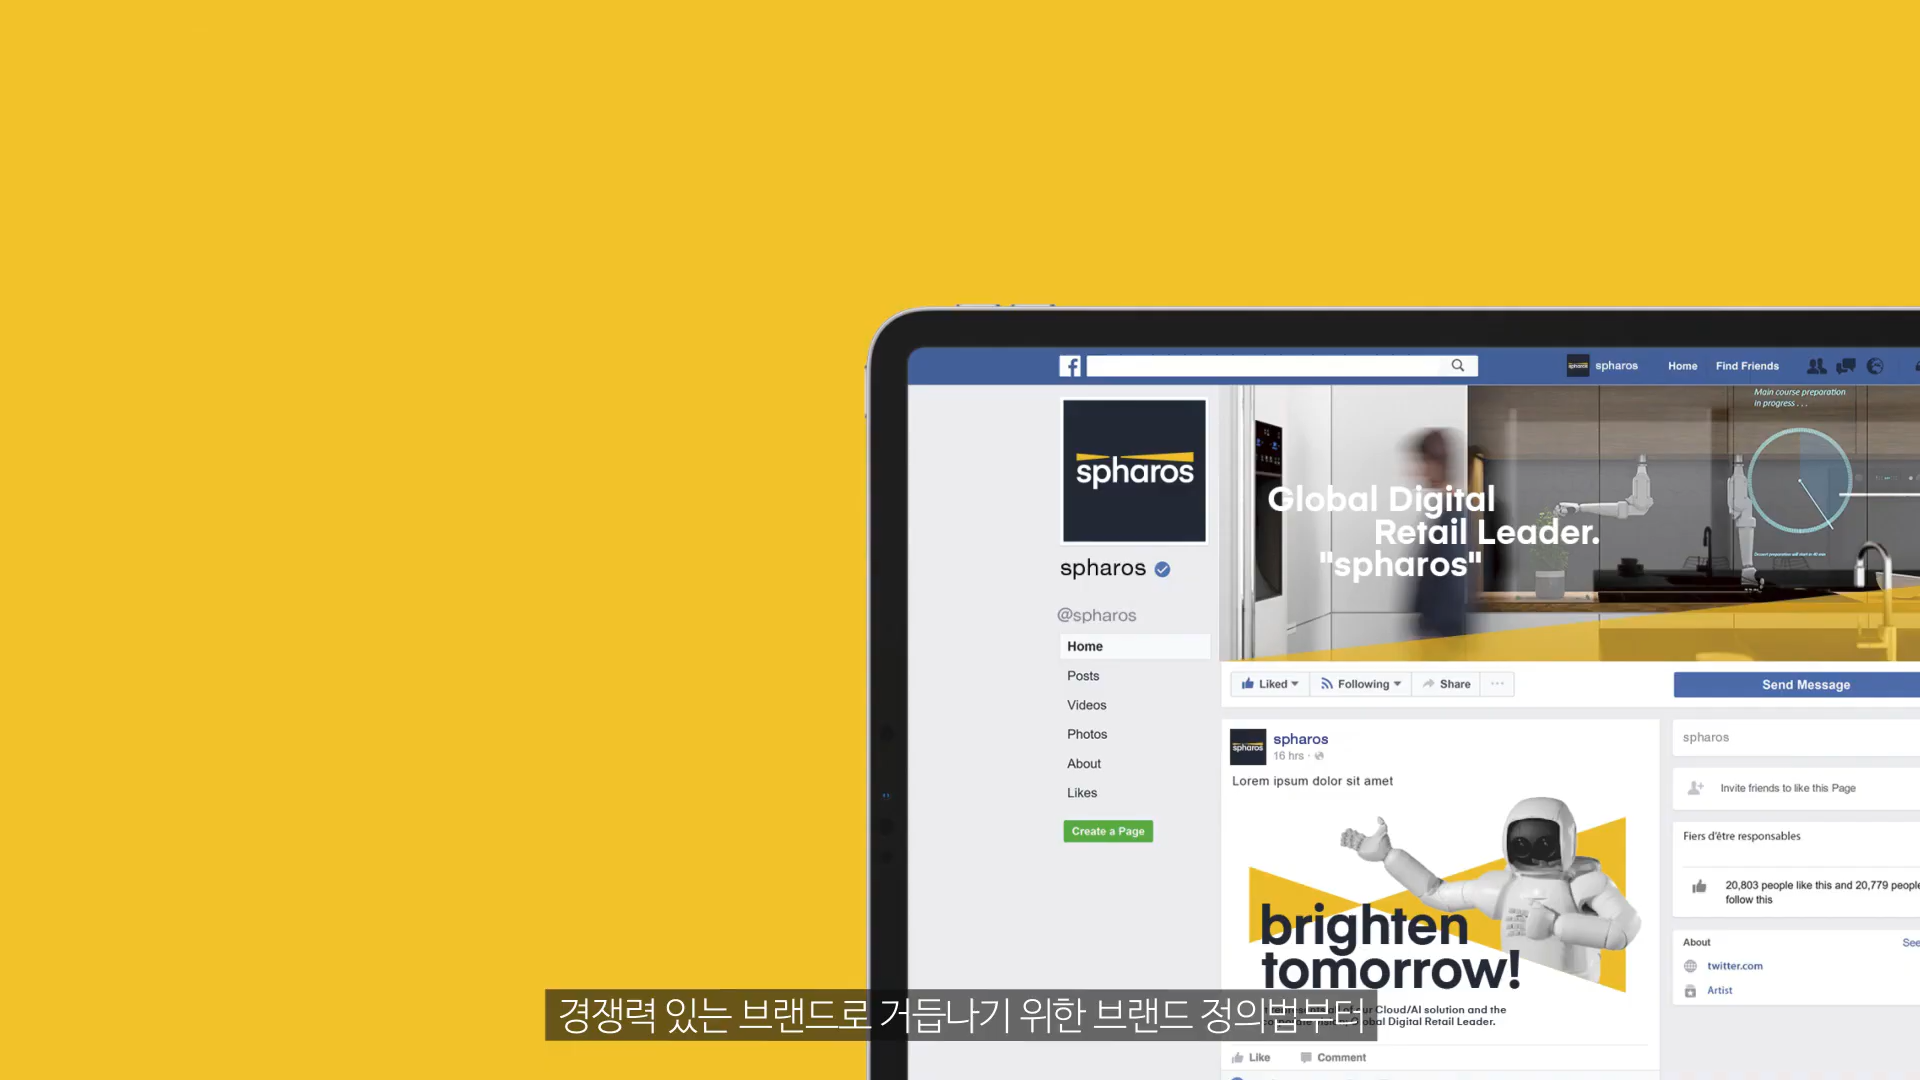 spharos
Home
Find Friends
Main course preparation
in progress . . .
spharos
Global Digital
Retail Leader.
"spharos"
spharos
@spharos
Home
Posts
Videos
Photos
About
Likes
Create a Page
Liked
Following
Share
Send Message
spharos
spharos
16 hrs
Lorem ipsum dolor sit amet
brighten
tomorrow!
Cloud/AI solution and the
Global Digital Retail Leader.
Like
Comment
spharos
Invite friends to like this Page
Fiers d'être responsables
20,803 people like this and 20,779 people
follow this
About
See
twitter.com
Artist
경쟁력 있는 브랜드로 거듭나기 위한 브랜드 정의법부터